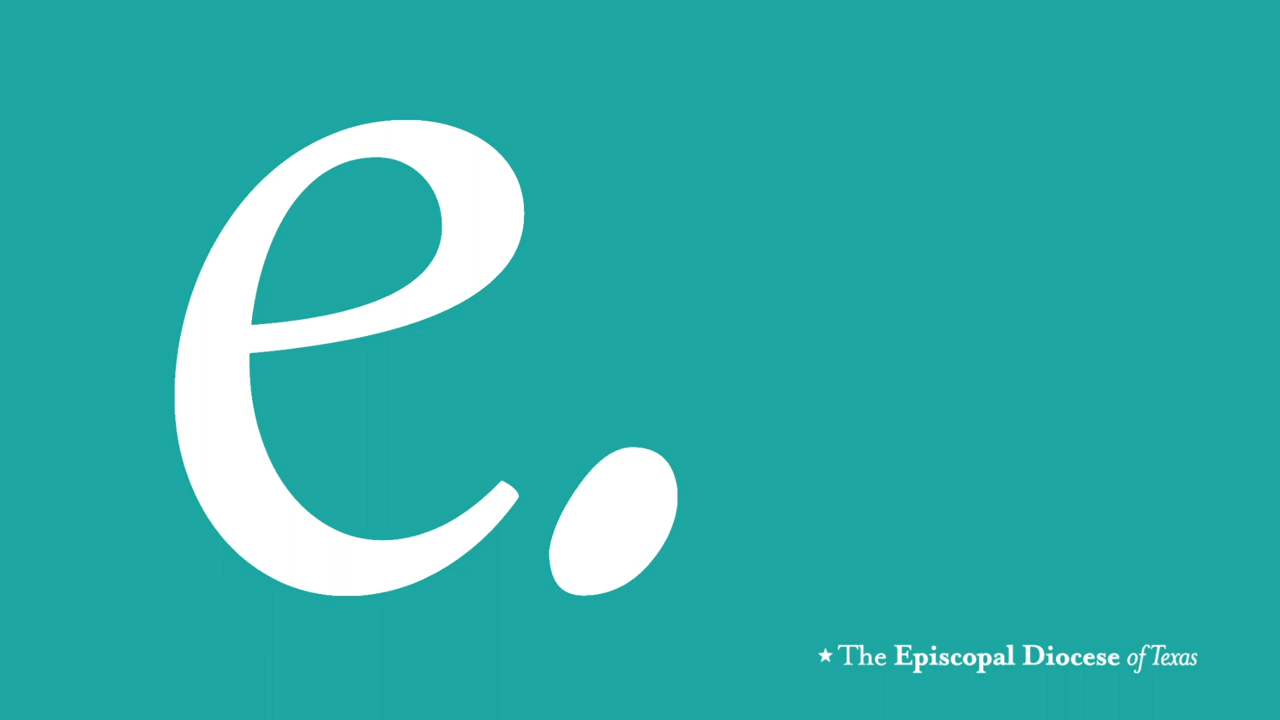 e.
★ The Episcopal Diocese of Texas